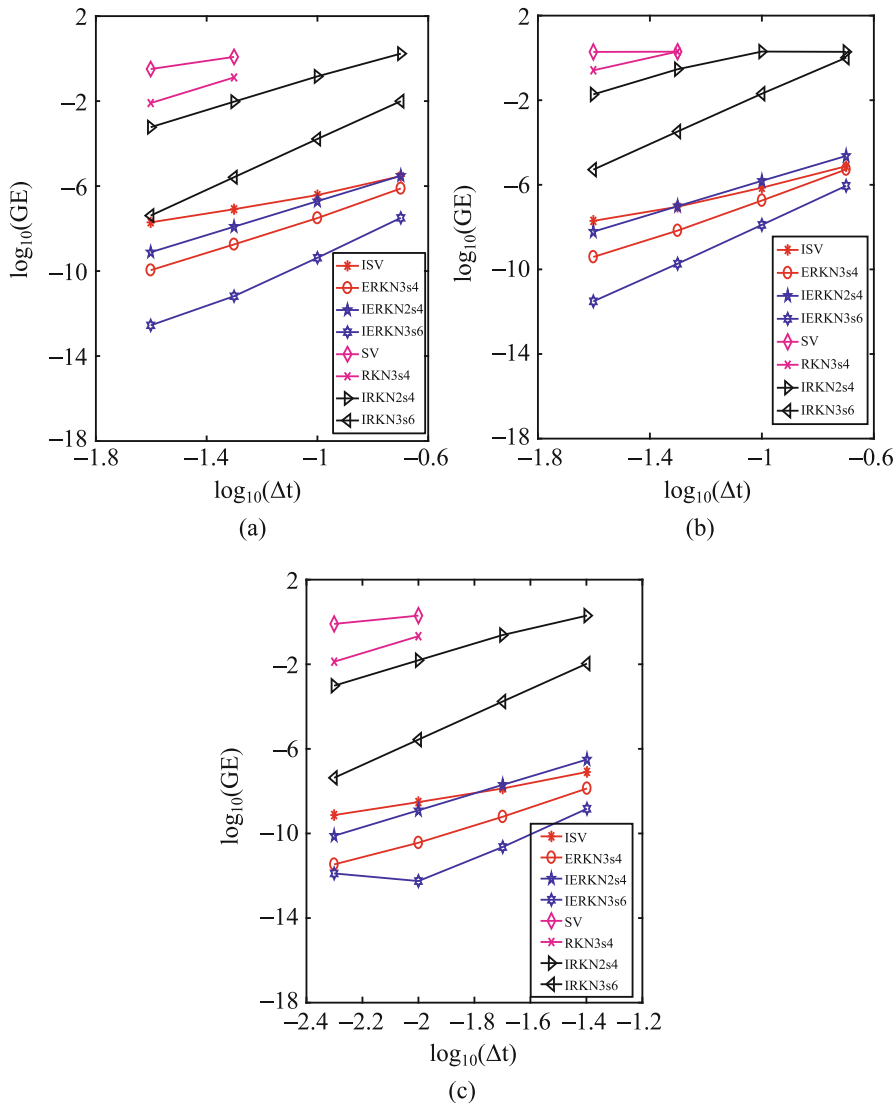 2
−2
−6
−10
−14
−18
log₁₀(GE)
−1.8
−1.4
−1
−0.6
log₁₀(Δt)
ISV
ERKN3s4
IERKN2s4
IERKN3s6
SV
RKN3s4
IRKN2s4
IRKN3s6
(a)
2
−2
−6
−10
−14
−18
log₁₀(GE)
−1.8
−1.4
−1
−0.6
log₁₀(Δt)
ISV
ERKN3s4
IERKN2s4
IERKN3s6
SV
RKN3s4
IRKN2s4
IRKN3s6
(b)
2
−2
−6
−10
−14
−18
log₁₀(GE)
−2.4
−2.2
−2
−1.8
−1.6
−1.4
−1.2
log₁₀(Δt)
ISV
ERKN3s4
IERKN2s4
IERKN3s6
SV
RKN3s4
IRKN2s4
IRKN3s6
(c)